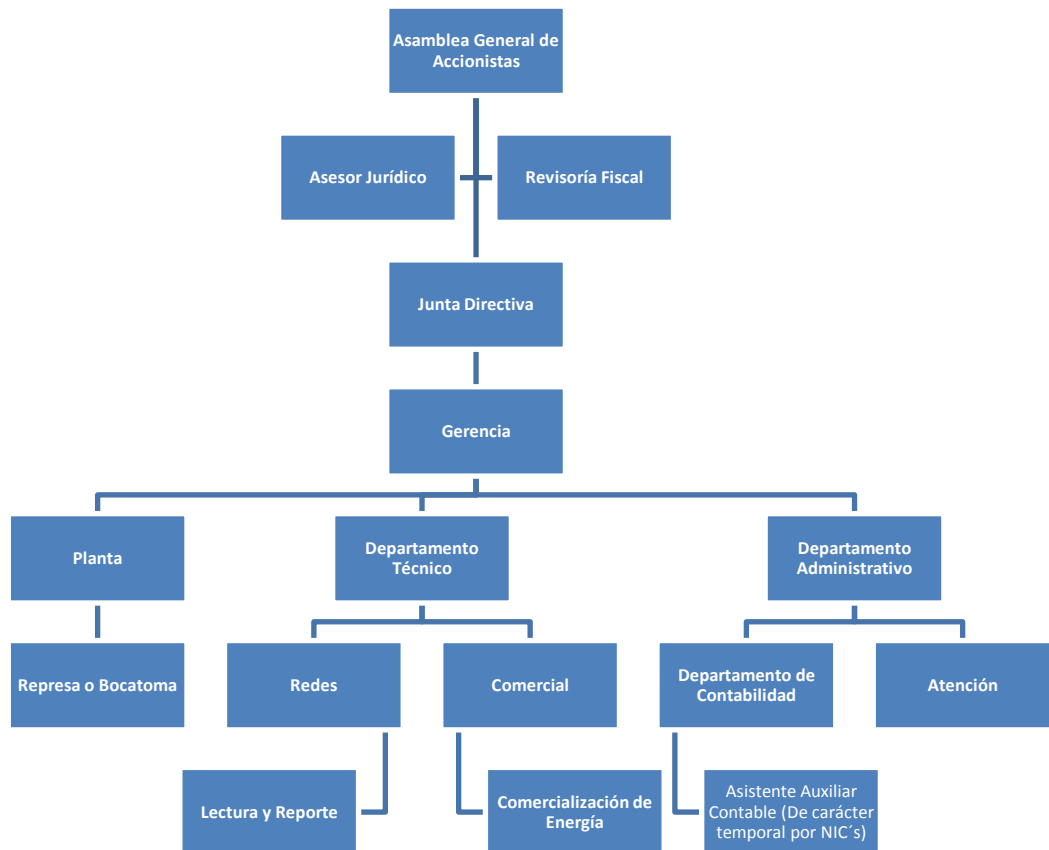 Asamblea General de
Accionistas
Asesor Jurídico
Revisoría Fiscal
Junta Directiva
Gerencia
Planta
Departamento
Técnico
Departamento
Administrativo
Represa o Bocatoma
Redes
Comercial
Departamento de
Contabilidad
Atención
Lectura y Reporte
Comercialización de
Energía
Asistente Auxiliar
Contable (De carácter
temporal por NIC´s)